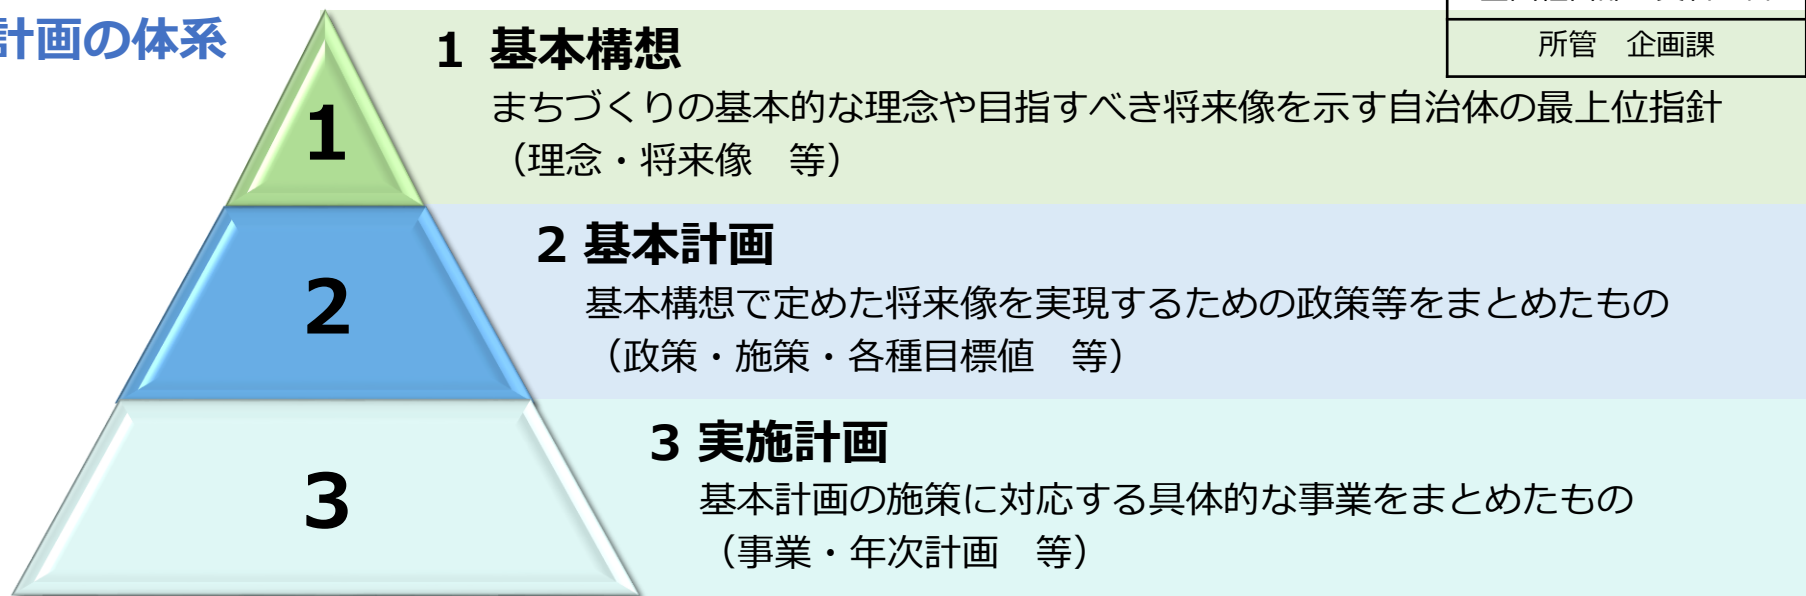 計画の体系
所管　企画課
1 基本構想
まちづくりの基本的な理念や目指すべき将来像を示す自治体の最上位指針
（理念・将来像　等）
2 基本計画
基本構想で定めた将来像を実現するための政策等をまとめたもの
（政策・施策・各種目標値　等）
3 実施計画
基本計画の施策に対応する具体的な事業をまとめたもの
（事業・年次計画　等）
1
2
3